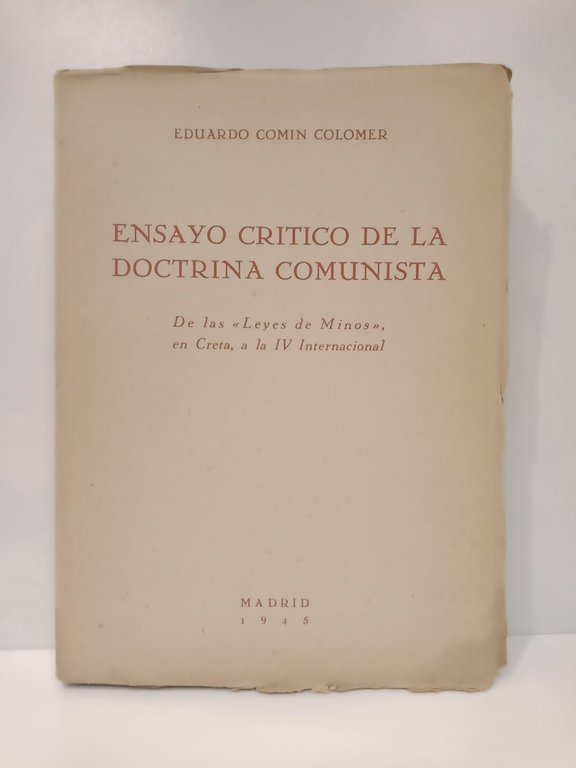 EDUARDO COMIN COLOMER
ENSAYO CRITICO DE LA
DOCTRINA COMUNISTA
De las «Leyes de Minos»,
en Creta, a la IV Internacional
MADRID
1945